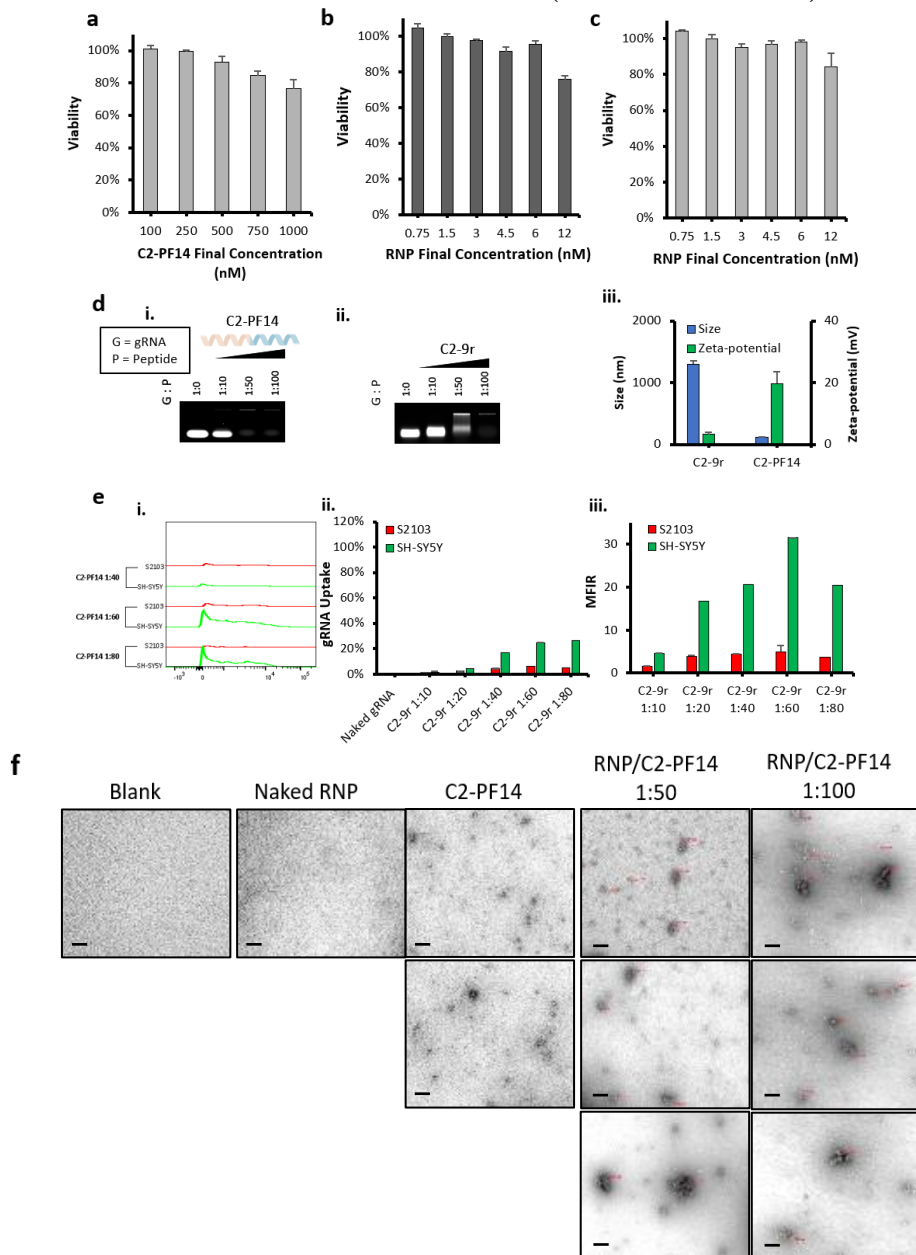 a
b
c
Viability
100%
80%
60%
40%
20%
0%
100 250 500 750 1000
C2-PF14 Final Concentration
(nM)
Viability
100%
80%
60%
40%
20%
0%
0.75 1.5 3 4.5 6 12
RNP Final Concentration (nM)
Viability
100%
80%
60%
40%
20%
0%
0.75 1.5 3 4.5 6 12
RNP Final Concentration (nM)
d
i.
G = gRNA
P = Peptide
C2-PF14
G : P
1:0 1:10 1:50 1:100
ii.
C2-9r
G : P
1:0 1:10 1:50 1:100
iii.
Size
Zeta-potential
Size (nm)
2000
1000
0
Zeta-potential (mV)
40
20
0
C2-9r C2-PF14
e
i.
C2-PF14 1:40
S2103
SH-SY5Y
C2-PF14 1:60
S2103
SH-SY5Y
C2-PF14 1:80
S2103
SH-SY5Y
-10³ 0 10³ 10⁴ 10⁵
ii.
gRNA Uptake
120%
100%
80%
60%
40%
20%
0%
S2103
SH-SY5Y
Naked gRNA C2-9r 1:10 C2-9r 1:20 C2-9r 1:40 C2-9r 1:60 C2-9r 1:80
iii.
MFIR
30
20
10
0
S2103
SH-SY5Y
C2-9r C2-9r C2-9r C2-9r C2-9r
1:10 1:20 1:40 1:60 1:80
f
Blank
Naked RNP
C2-PF14
RNP/C2-PF14
1:50
RNP/C2-PF14
1:100